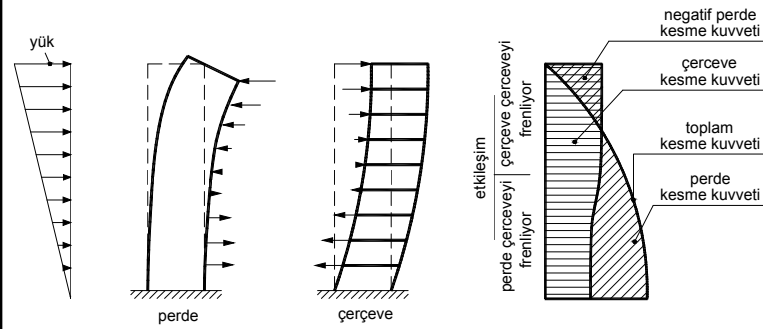 yük
perde
çerçeve
etkileşim
perde çerceveyi
frenliyor
çerçeve çerceveyi
frenliyor
negatif perde
kesme kuvveti
çerceve
kesme kuvveti
toplam
kesme kuvveti
perde
kesme kuvveti